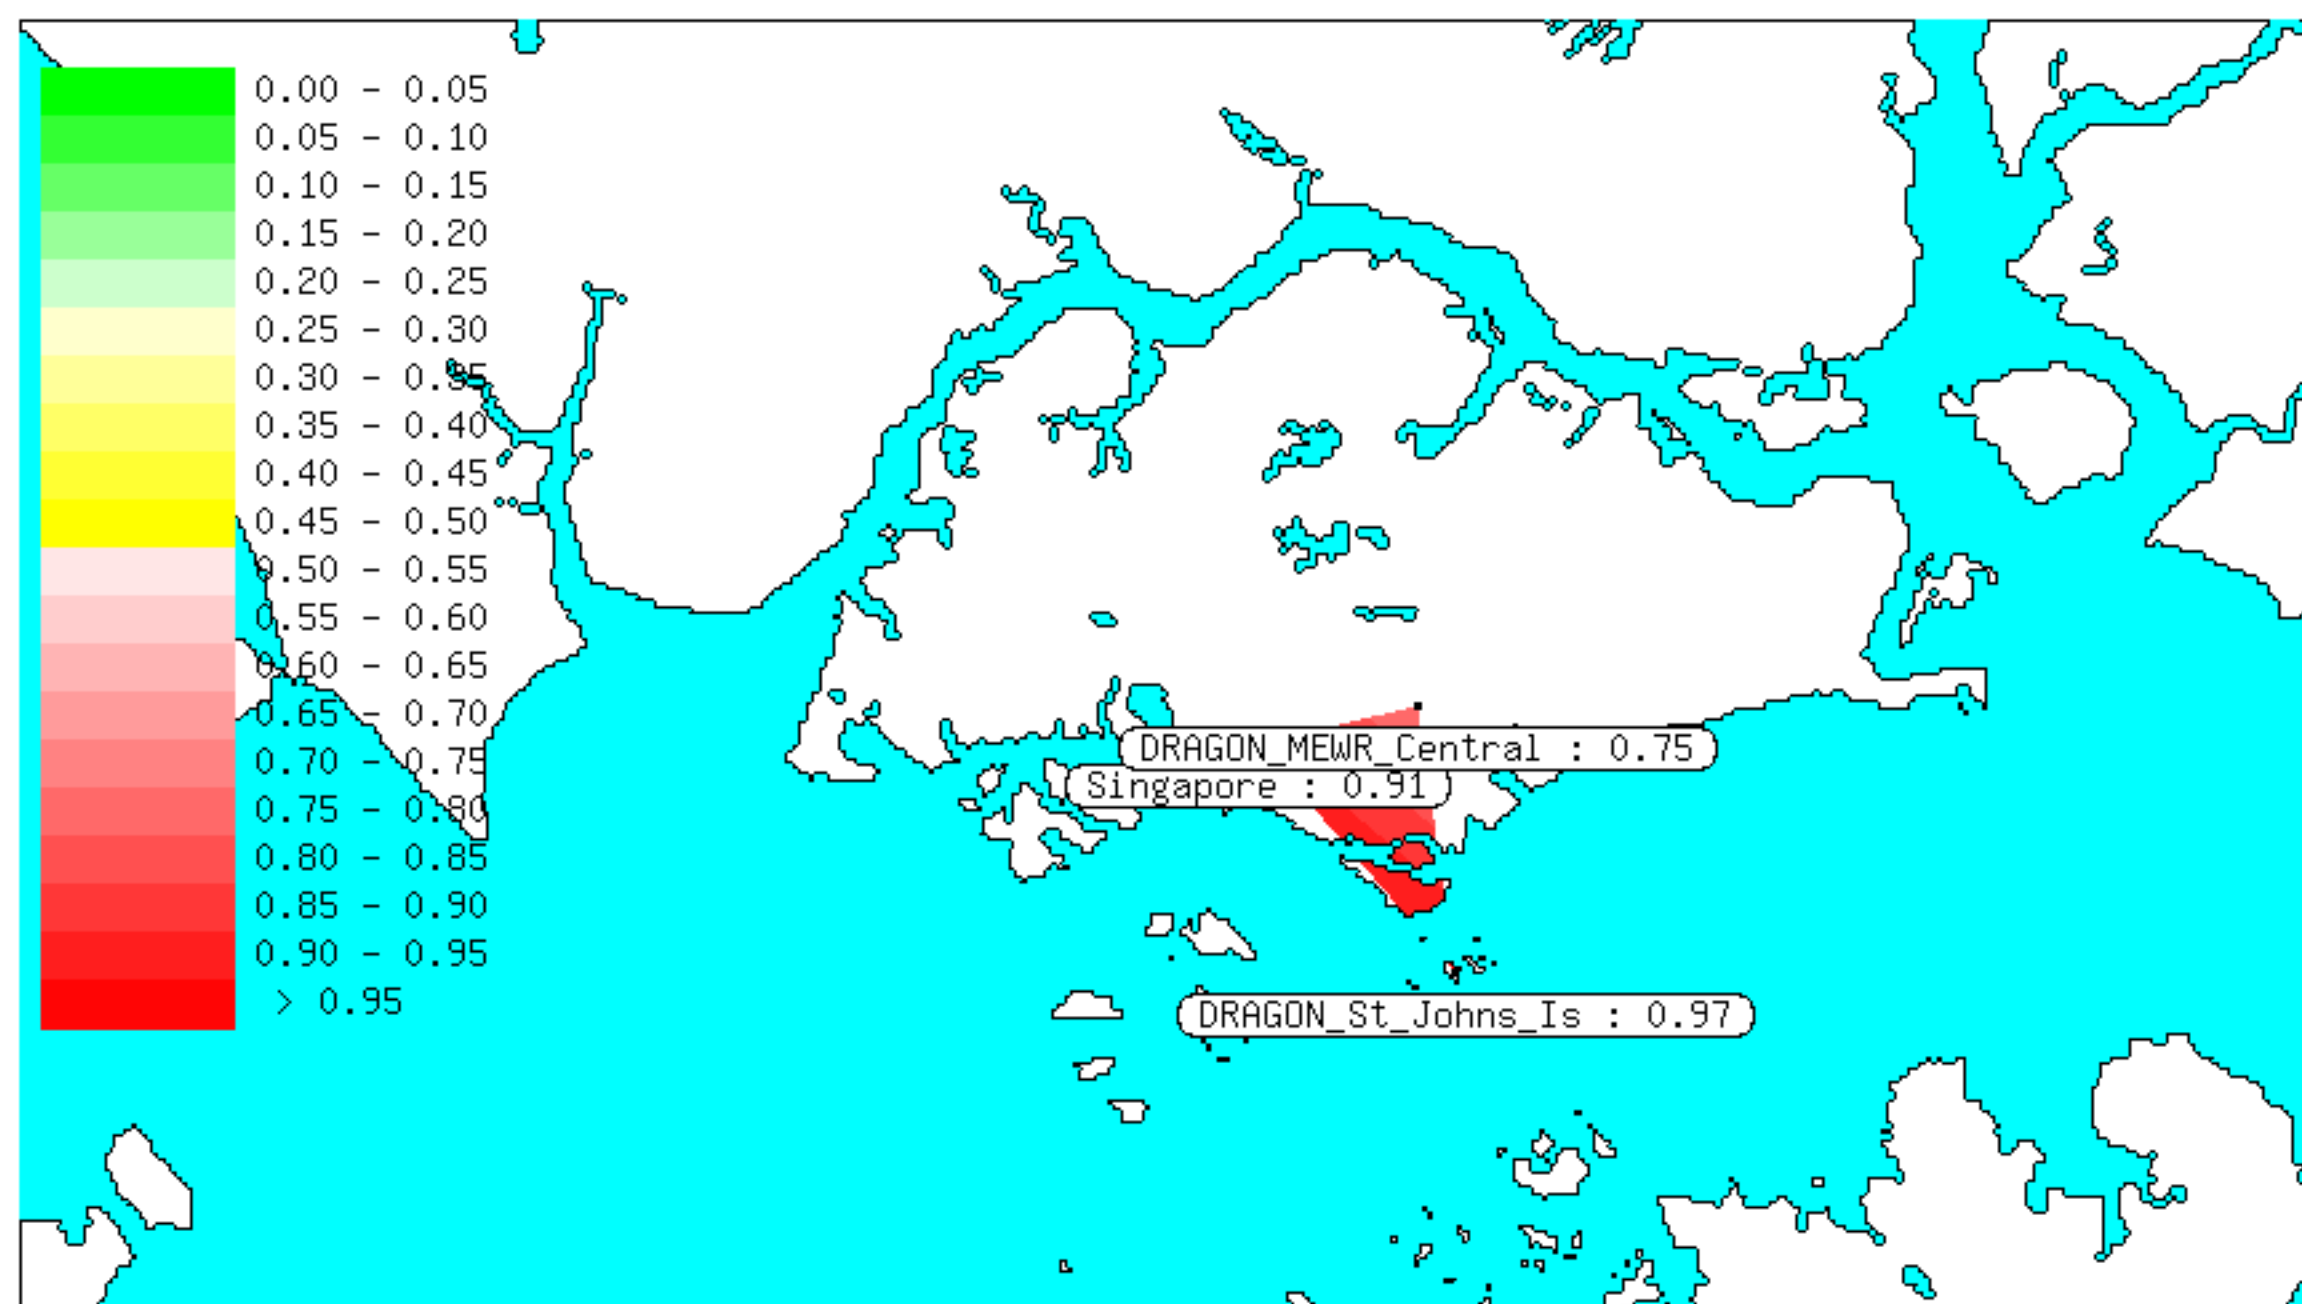 0.00 - 0.05
0.05 - 0.10
0.10 - 0.15
0.15 - 0.20
0.20 - 0.25
0.25 - 0.30
0.30 - 0.35
0.35 - 0.40
0.40 - 0.45
0.45 - 0.50
0.50 - 0.55
0.55 - 0.60
0.60 - 0.65
0.65 - 0.70
0.70 - 0.75
0.75 - 0.80
0.80 - 0.85
0.85 - 0.90
0.90 - 0.95
> 0.95
DRAGON_MEWR_Central : 0.75
Singapore : 0.91
DRAGON_St_Johns_Is : 0.97